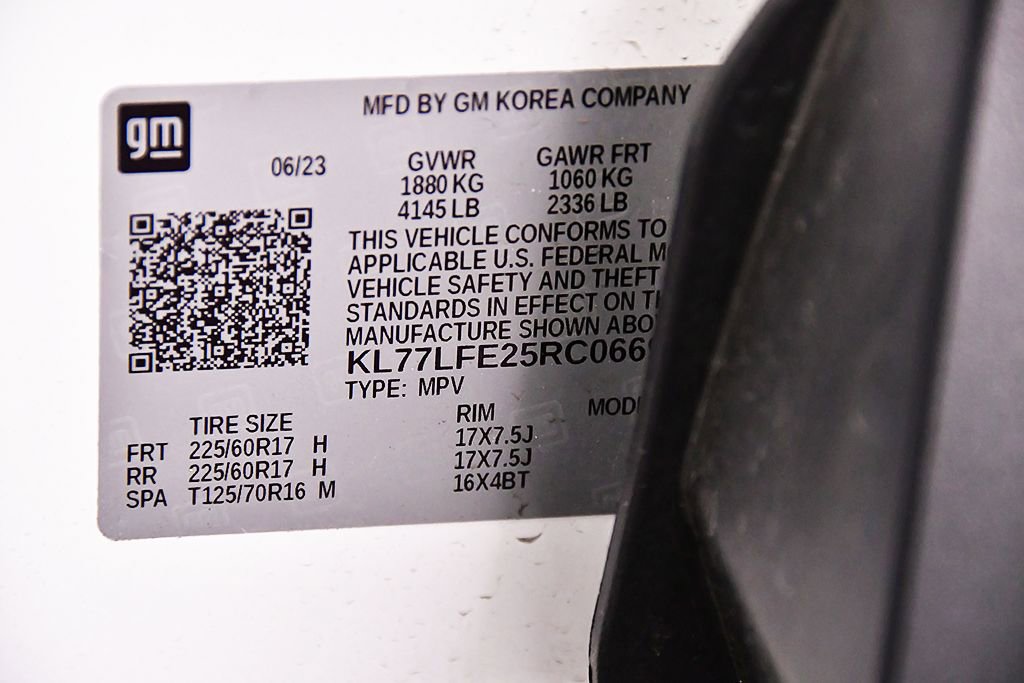 gm
MFD BY GM KOREA COMPANY
06/23
GVWR GAWR FRT
1880 KG 1060 KG
4145 LB 2336 LB
THIS VEHICLE CONFORMS TO
APPLICABLE U.S. FEDERAL
VEHICLE SAFETY AND THEFT
STANDARDS IN EFFECT ON
MANUFACTURE SHOWN
KL77LFE25RC066
TYPE: MPV
TIRE SIZE RIM
FRT 225/60R17 H 17X7.5J
RR 225/60R17 H 17X7.5J
SPA T125/70R16 M 16X4BT